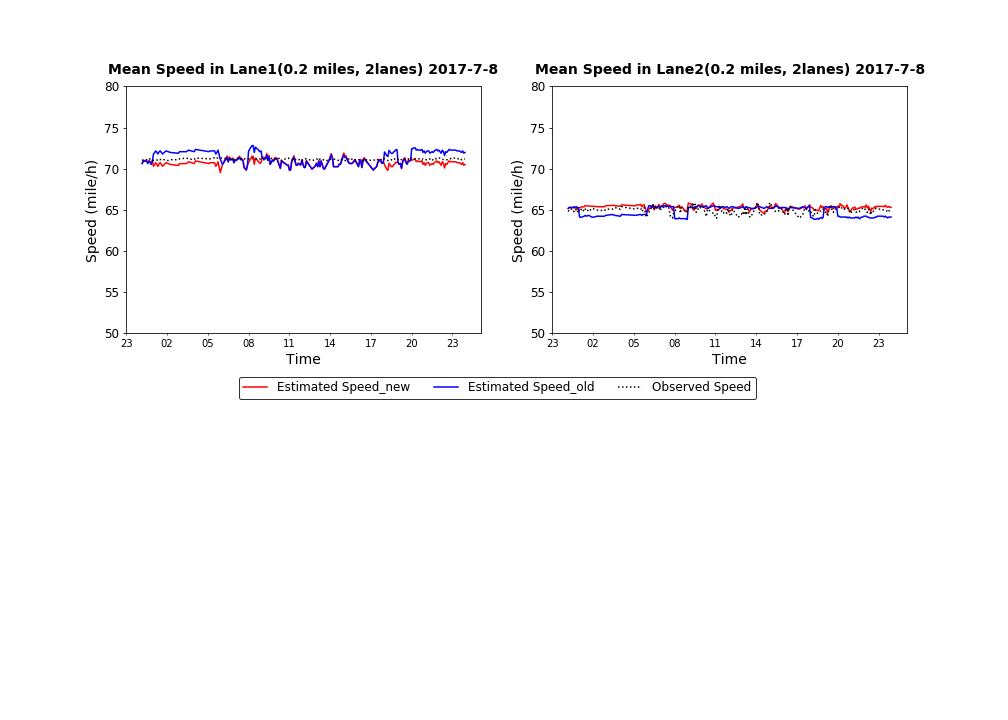 Mean Speed in Lane1(0.2 miles, 2lanes) 2017-7-8
80
75
70
65
60
55
50
Speed (mile/h)
23 02 05 08 11 14 17 20 23
Time
Mean Speed in Lane2(0.2 miles, 2lanes) 2017-7-8
80
75
70
65
60
55
50
Speed (mile/h)
23 02 05 08 11 14 17 20 23
Time
Estimated Speed_new Estimated Speed_old Observed Speed